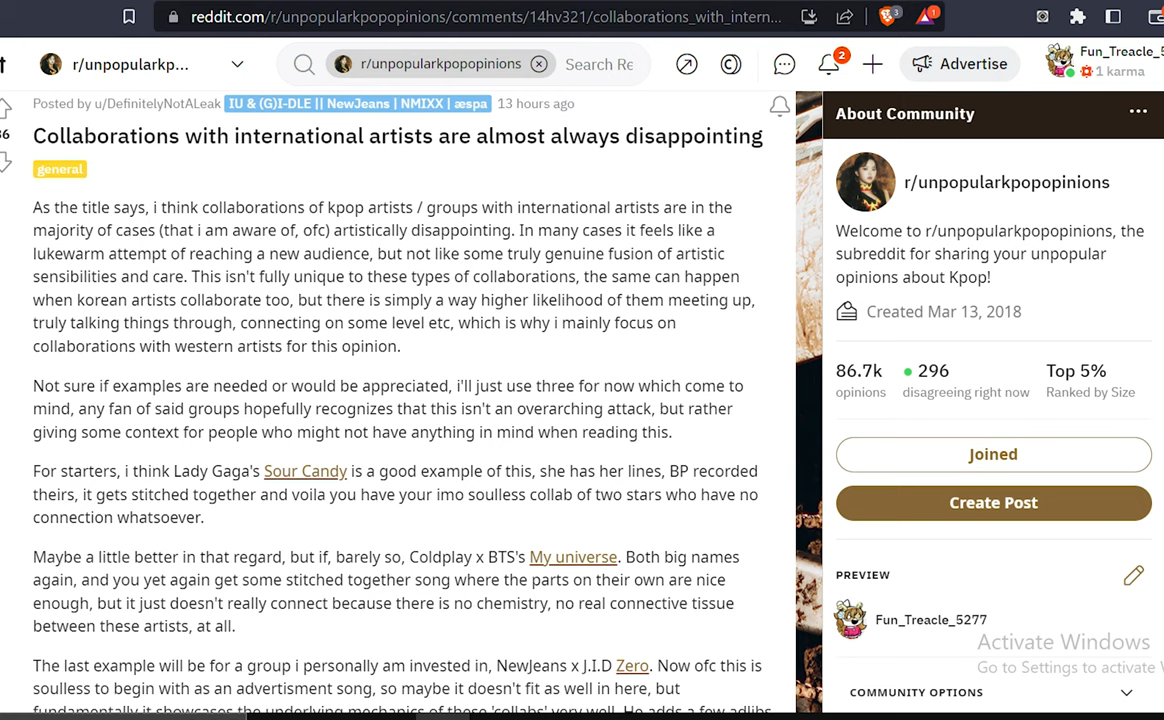 reddit.com/r/unpopularkpopopinions/comments/14hv321/collaborations_with_intern...
3
1
r/unpopularkp...
r/unpopularkpopopinions
Search Re
2
Advertise
Fun_Treacle_5
1 karma
Posted by u/DefinitelyNotALeak IU & (G)I-DLE || NewJeans | NMIXX | æspa 13 hours ago
Collaborations with international artists are almost always disappointing
general
As the title says, i think collaborations of kpop artists / groups with international artists are in the
majority of cases (that i am aware of, ofc) artistically disappointing. In many cases it feels like a
lukewarm attempt of reaching a new audience, but not like some truly genuine fusion of artistic
sensibilities and care. This isn't fully unique to these types of collaborations, the same can happen
when korean artists collaborate too, but there is simply a way higher likelihood of them meeting up,
truly talking things through, connecting on some level etc, which is why i mainly focus on
collaborations with western artists for this opinion.
Not sure if examples are needed or would be appreciated, i'll just use three for now which come to
mind, any fan of said groups hopefully recognizes that this isn't an overarching attack, but rather
giving some context for people who might not have anything in mind when reading this.
For starters, i think Lady Gaga's Sour Candy is a good example of this, she has her lines, BP recorded
theirs, it gets stitched together and voila you have your imo soulless collab of two stars who have no
connection whatsoever.
Maybe a little better in that regard, but if, barely so, Coldplay x BTS's My universe. Both big names
again, and you yet again get some stitched together song where the parts on their own are nice
enough, but it just doesn't really connect because there is no chemistry, no real connective tissue
between these artists, at all.
The last example will be for a group i personally am invested in, NewJeans x J.I.D Zero. Now ofc this is
soulless to begin with as an advertisment song, so maybe it doesn't fit as well in here, but
fundamentally it showcases the underlying mechanics of these 'collabs' very well. He adds a few adlibs
About Community
r/unpopularkpopopinions
Welcome to r/unpopularkpopopinions, the
subreddit for sharing your unpopular
opinions about Kpop!
Created Mar 13, 2018
86.7k 296 Top 5%
opinions disagreeing right now Ranked by Size
Joined
Create Post
PREVIEW
Fun_Treacle_5277
Activate Windows
Go to Settings to activate
COMMUNITY OPTIONS